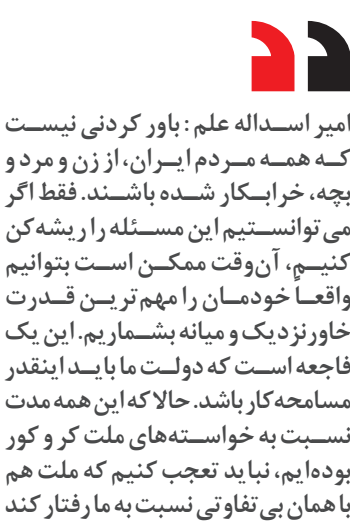 امیر اسداله علم : باور کردنی نیست
که همه مردم ایران، از زن و مرد و
بچه، خرابکار شده باشند. فقط اگر
می‌توانستیم این مسئله را ریشه‌کن
کنیم، آن‌وقت ممکن است بتوانیم
واقعاً خودمان را مهم‌ترین قدرت
خاورنزدیک و میانه بشماریم. این یک
فاجعه است که دولت ما باید اینقدر
مسامحه‌کار باشد. حالا که این همه مدت
نسبت به خواسته‌های ملت کر و کور
بوده‌ایم، نباید تعجب کنیم که ملت هم
با همان بی‌تفاوتی نسبت به ما رفتار کند